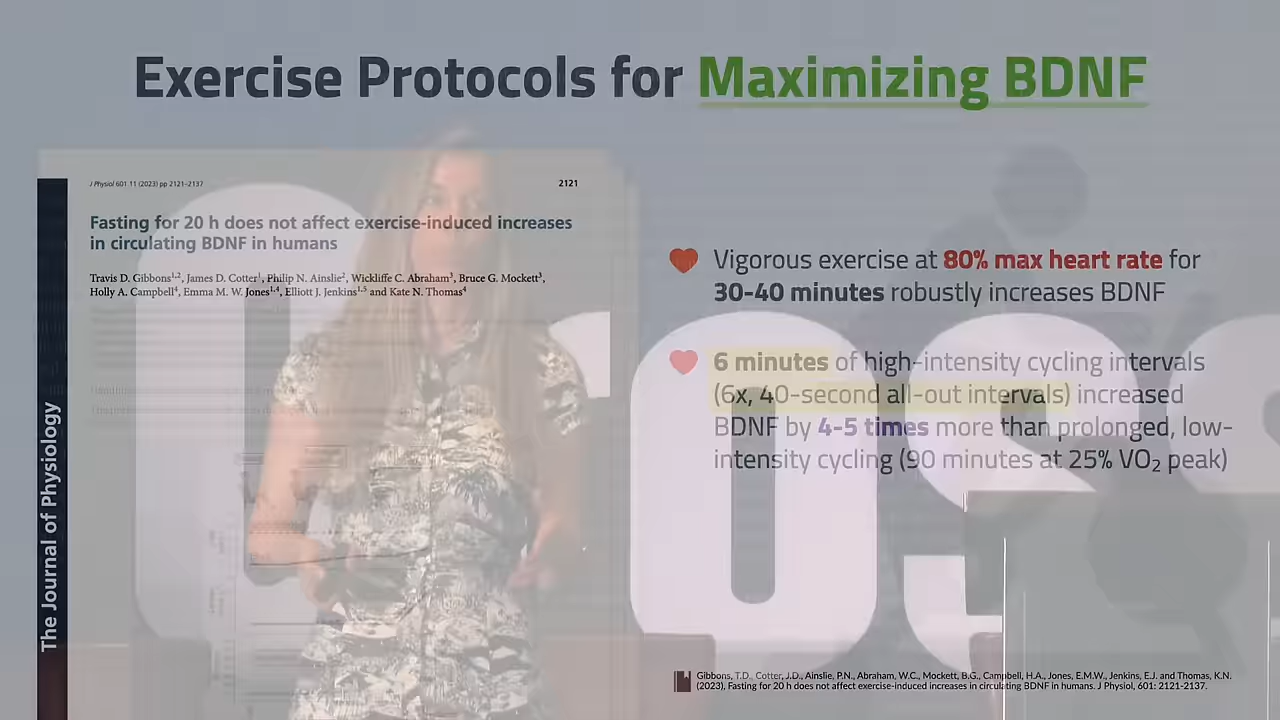 Exercise Protocols for Maximizing BDNF
J Physiol 601 11 (2023) pp 2121–2137
2121
Fasting for 20 h does not affect exercise-induced increases
in circulating BDNF in humans
Travis D. Gibbons1,2, James D. Cotter1, Philip N. Ainslie2, Wickliffe C. Abraham3, Bruce G. Mockett3,
Holly A. Campbell4, Emma M. W. Jones1,4, Elliott J. Jenkins1,5 and Kate N. Thomas4
The Journal of Physiology
Vigorous exercise at 80% max heart rate for
30-40 minutes robustly increases BDNF
6 minutes of high-intensity cycling intervals
(6x, 40-second all-out intervals) increased
BDNF by 4-5 times more than prolonged, low-
intensity cycling (90 minutes at 25% VO2 peak)
Gibbons, T.D., Cotter, J.D., Ainslie, P.N., Abraham, W.C., Mockett, B.G., Campbell, H.A., Jones, E.M.W., Jenkins, E.J. and Thomas, K.N.
(2023), Fasting for 20 h does not affect exercise-induced increases in circulating BDNF in humans. J Physiol, 601: 2121-2137.